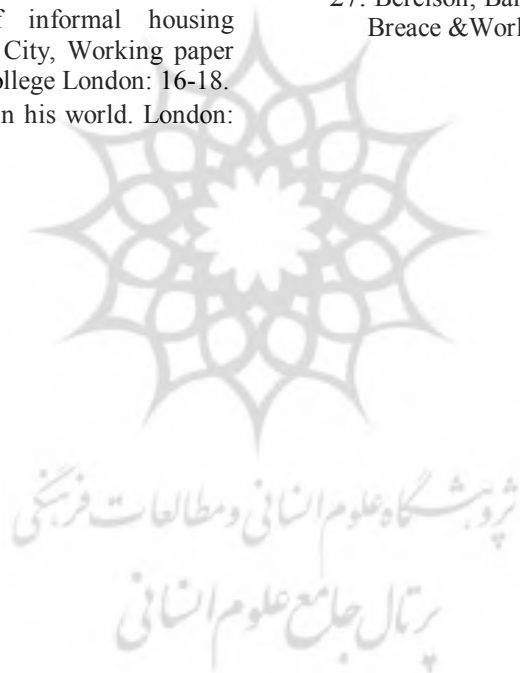 f informal housing
City, Working paper
ollege London: 16-18.
n his world. London:
27. Berelson, Ba
Breace &Worl
پژوهشگاه علوم انسانی و مطالعات فرهنگی
پرتال جامع علوم انسانی